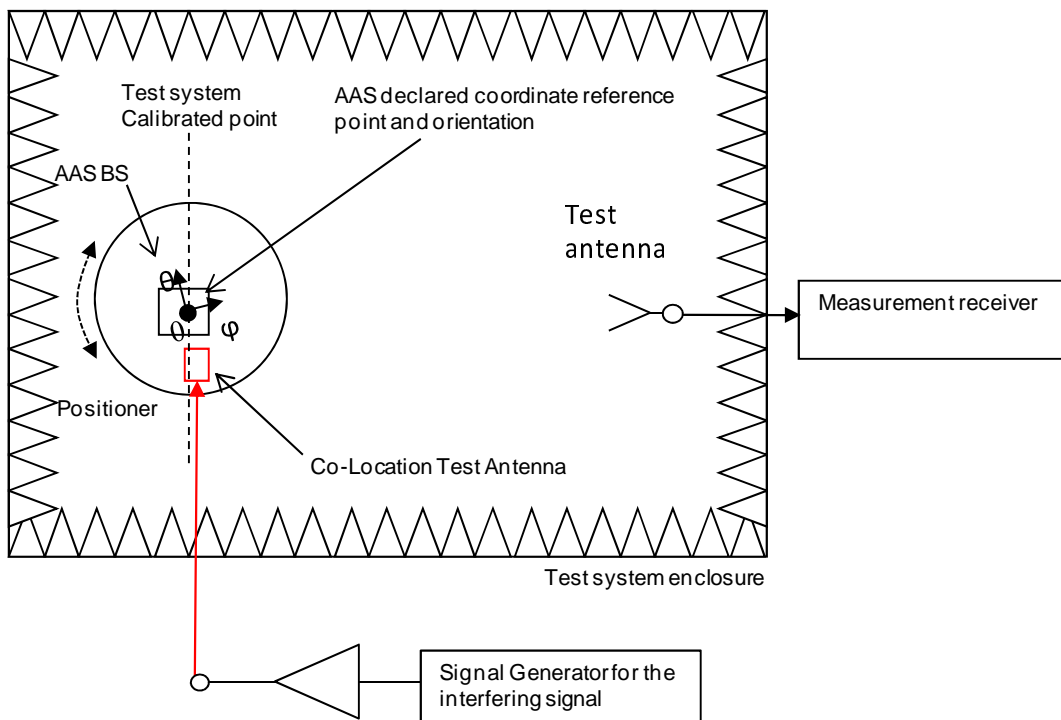 Test system
Calibrated point
AAS declared coordinate reference
point and orientation
AAS BS
Test
antenna
θ
0
φ
Measurement receiver
Positioner
Co-Location Test Antenna
Test system enclosure
Signal Generator for the
interfering signal